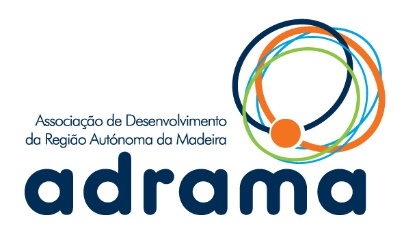 Associação de Desenvolvimento
da Região Autónoma da Madeira
adrama